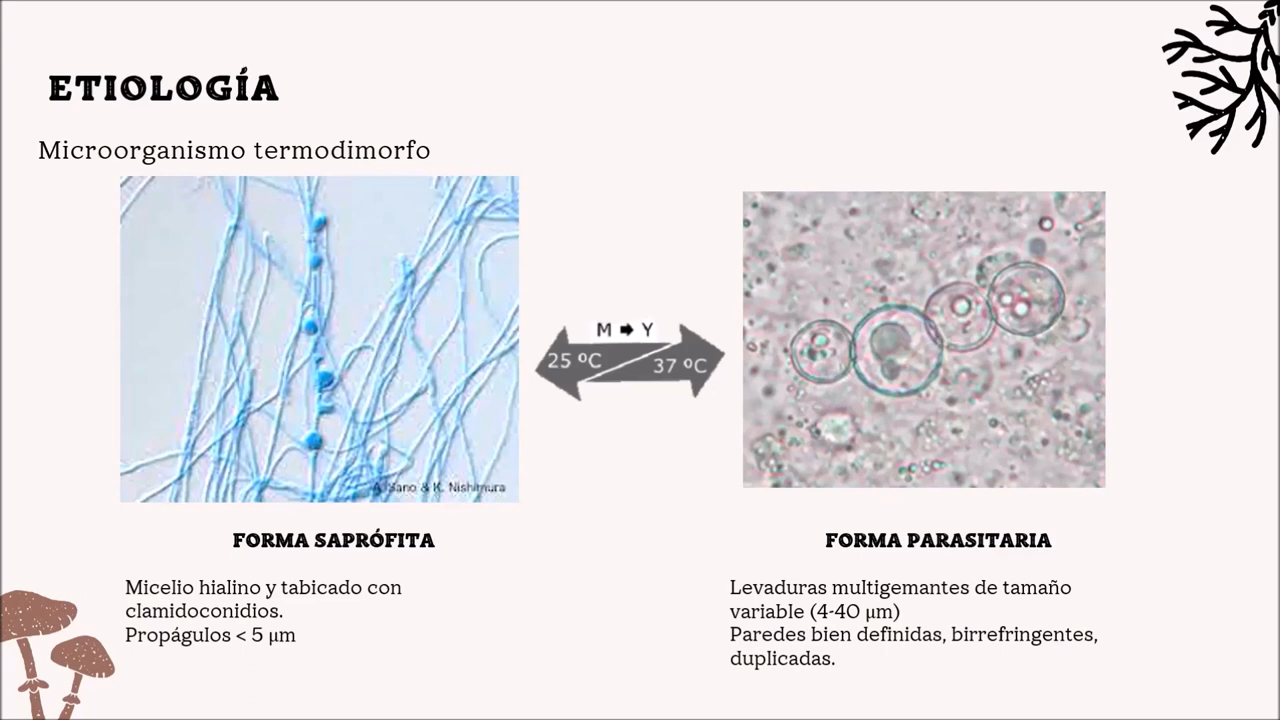 ETIOLOGÍA
Microorganismo termodimorfo
A. Sano & K. Nishimura
M Y
25 ºC
37 ºC
FORMA SAPRÓFITA
Micelio hialino y tabicado con
clamidoconidios.
Propágulos < 5 µm
FORMA PARASITARIA
Levaduras multigemantes de tamaño
variable (4-40 µm)
Paredes bien definidas, birrefringentes,
duplicadas.